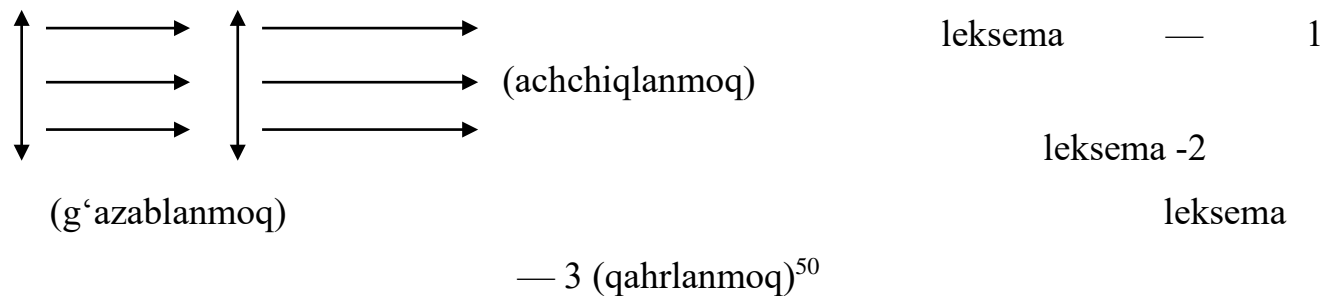 leksema — 1
(achchiqlanmoq)
leksema -2
(g‘azablanmoq) leksema
— 3 (qahrlanmoq)50